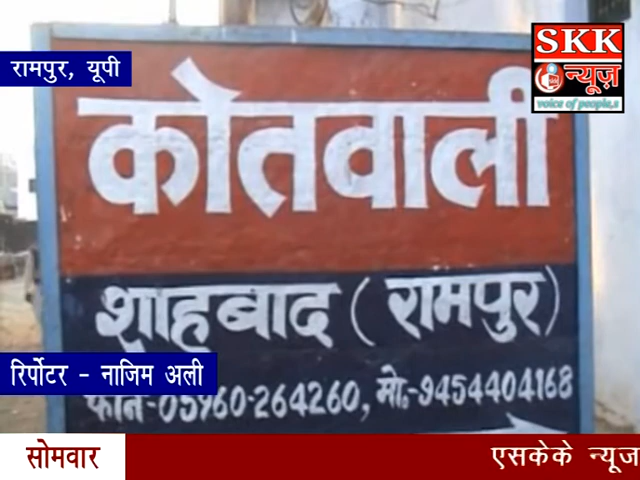 रामपुर, यूपी
SKK
न्यूज़
voice of people,s
कोतवाली
शाहबाद (रामपुर)
रिर्पोटर - नाजिम अली
फोन-05960-264260, मो.-9454404168
सोमवार
एसकेके न्यूज